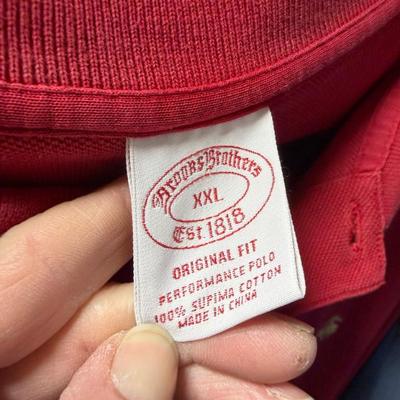 Brooks Brothers
XXL
Est. 1818
ORIGINAL FIT
PERFORMANCE POLO
100% SUPIMA COTTON
MADE IN CHINA